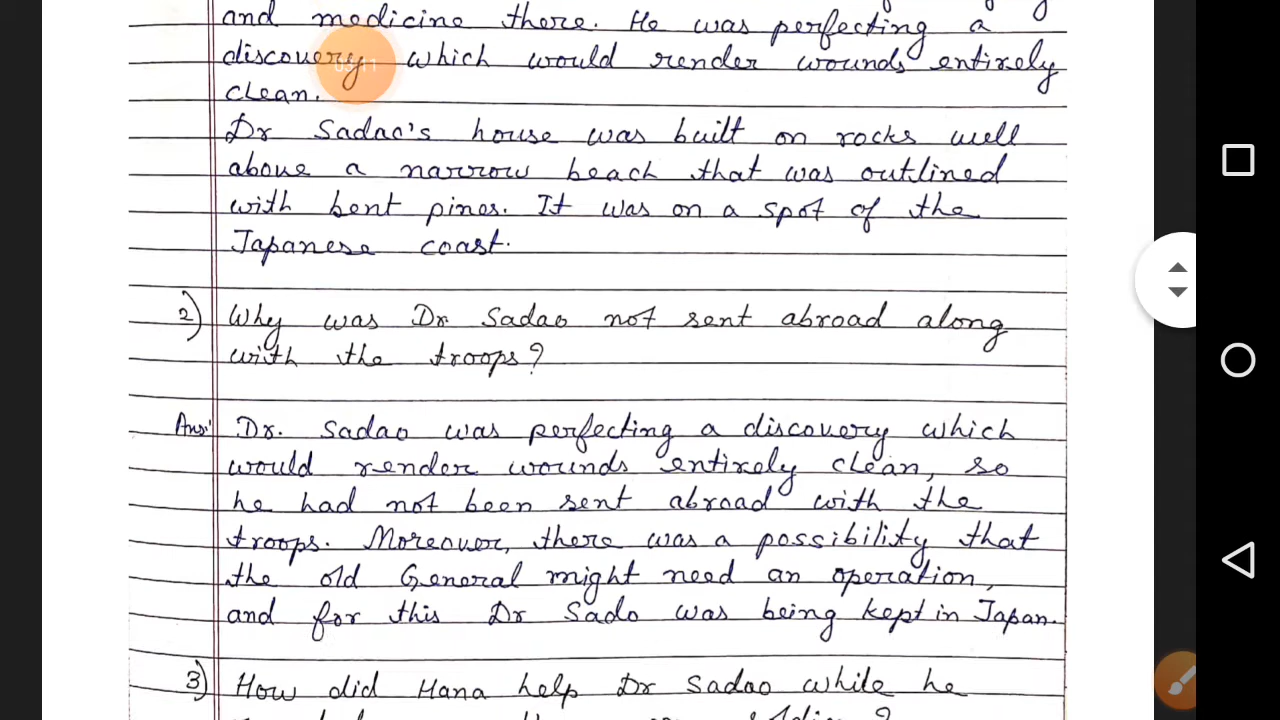 and medicine there. He was perfecting a
discovery which would render wounds entirely
clean.
Dr Sadao's house was built on rocks well
above a narrow beach that was outlined
with bent pines. It was on a spot of the
Japanese coast.
2) Why was Dr. Sadao not sent abroad along
with the troops?
Ans: Dr. Sadao was perfecting a discovery which
would render wounds entirely clean, so
he had not been sent abroad with the
troops. Moreover, there was a possibility that
the old General might need an operation,
and for this Dr Sado was being kept in Japan.
3) How did Hana help Dr Sadao while he